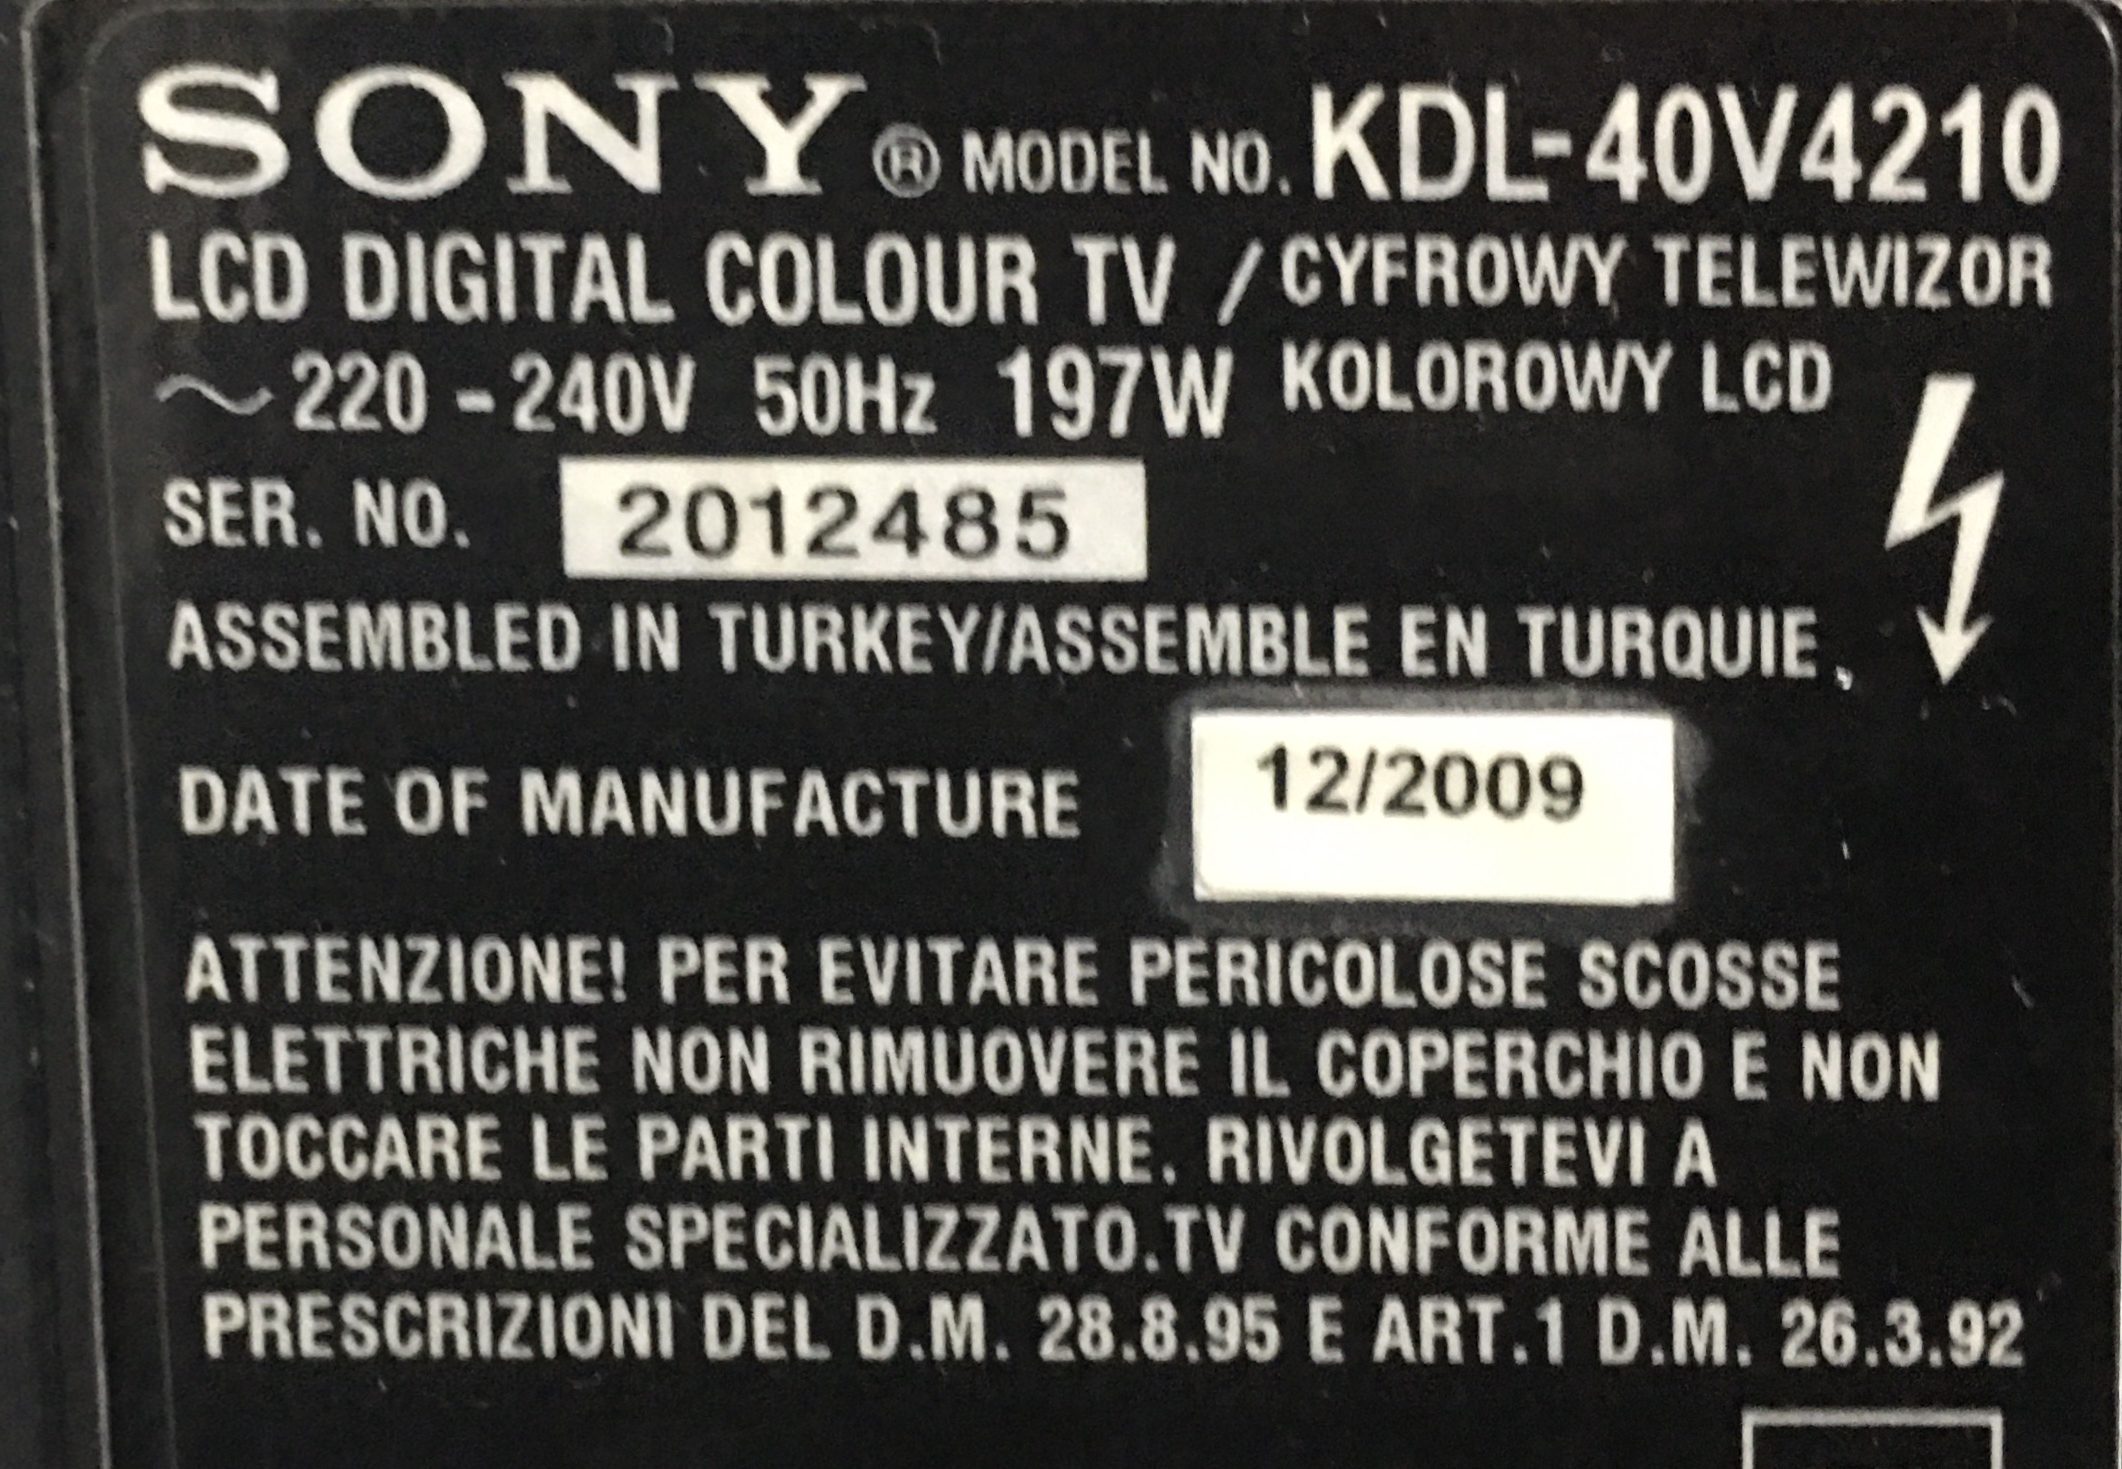 SONY ® MODEL NO. KDL-40V4210
LCD DIGITAL COLOUR TV / CYFROWY TELEWIZOR
~ 220 - 240V 50Hz 197W KOLOROWY LCD
SER. NO. 2012485
ASSEMBLED IN TURKEY/ASSEMBLE EN TURQUIE
DATE OF MANUFACTURE 12/2009
ATTENZIONE! PER EVITARE PERICOLOSE SCOSSE
ELETTRICHE NON RIMUOVERE IL COPERCHIO E NON
TOCCARE LE PARTI INTERNE. RIVOLGETEVI A
PERSONALE SPECIALIZZATO.TV CONFORME ALLE
PRESCRIZIONI DEL D.M. 28.8.95 E ART.1 D.M. 26.3.92